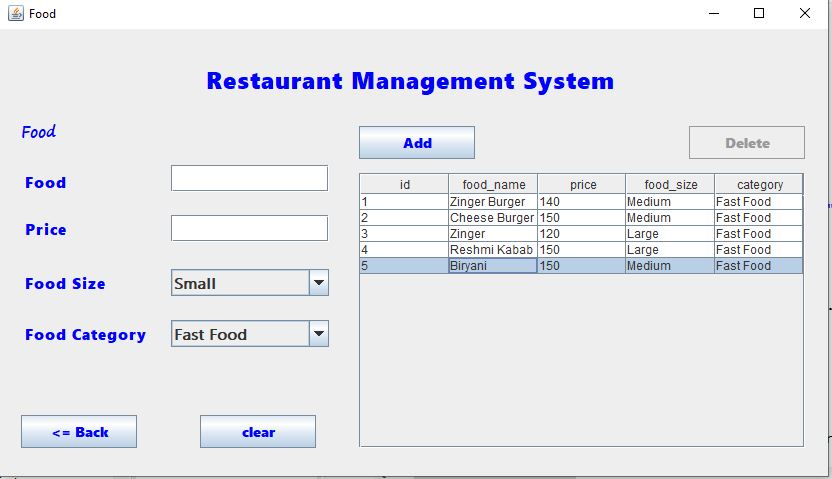 Food
Restaurant Management System
Food
Add
Delete
Food
Price
Food Size
Small
Food Category
Fast Food
<= Back
clear
id food_name price food_size category
1 Zinger Burger 140 Medium Fast Food
2 Cheese Burger 150 Medium Fast Food
3 Zinger 120 Large Fast Food
4 Reshmi Kabab 150 Large Fast Food
5 Biryani 150 Medium Fast Food